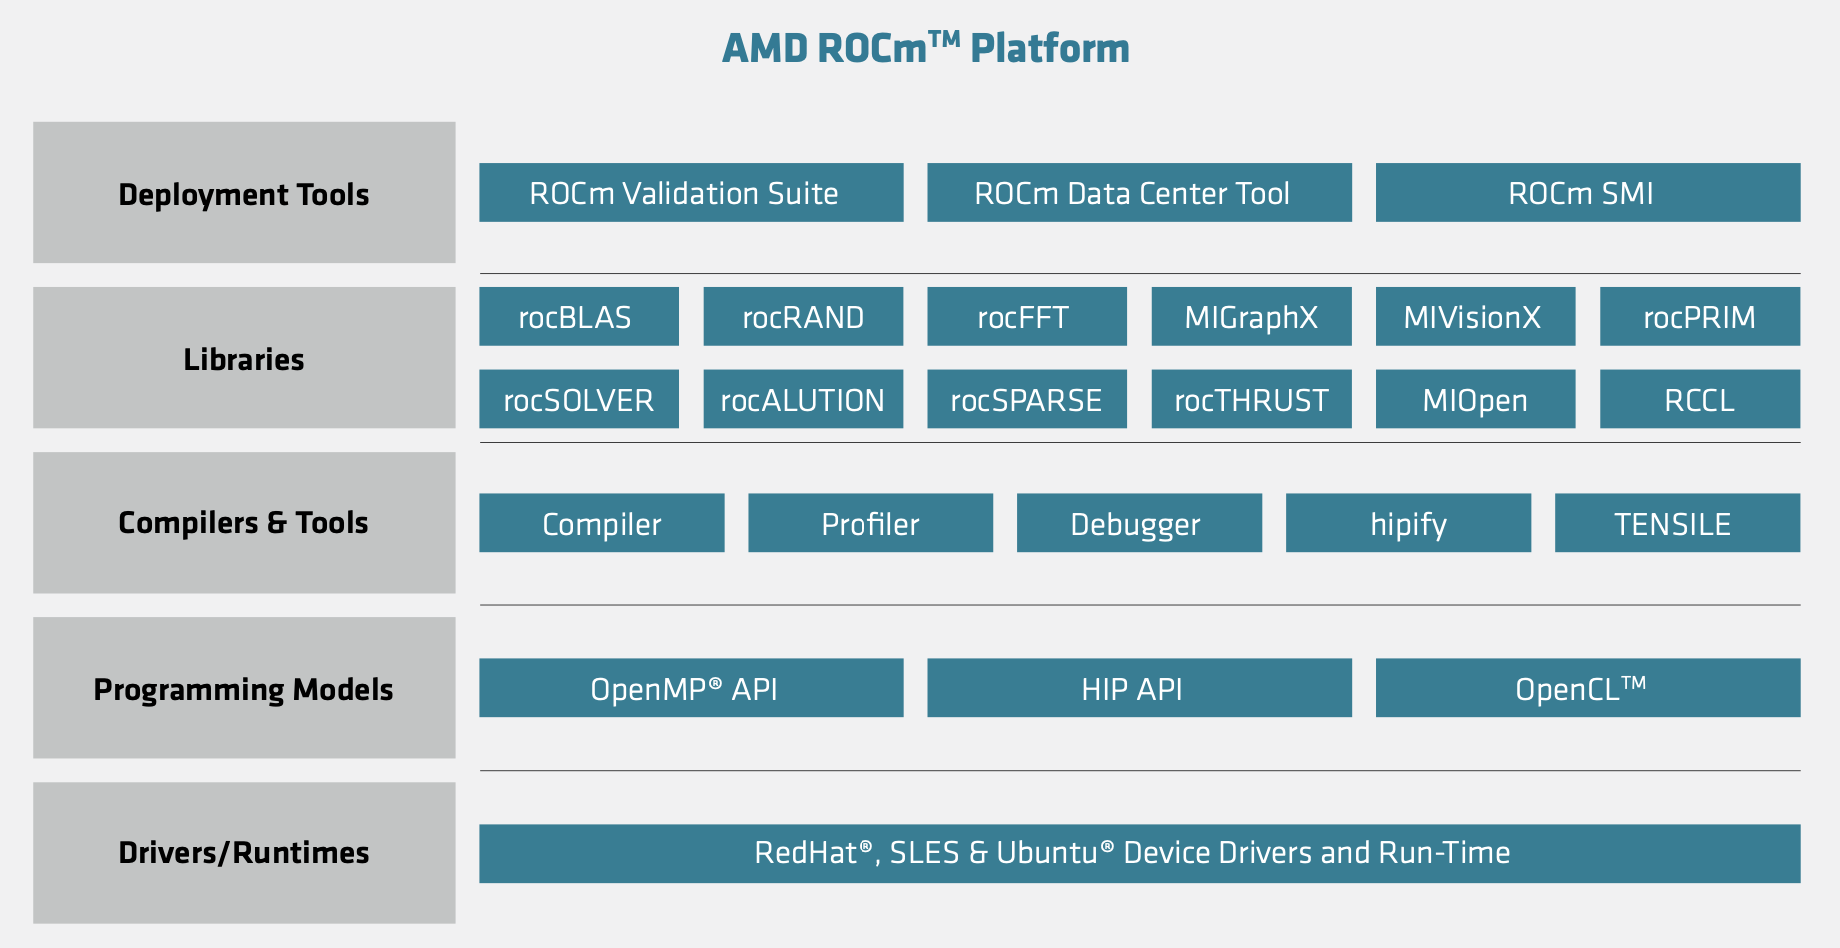 AMD ROCm™ Platform
Deployment Tools
ROCm Validation Suite
ROCm Data Center Tool
ROCm SMI
Libraries
rocBLAS
rocRAND
rocFFT
MIGraphX
MIVisionX
rocPRIM
rocSOLVER
rocALUTION
rocSPARSE
rocTHRUST
MIOpen
RCCL
Compilers & Tools
Compiler
Profiler
Debugger
hipify
TENSILE
Programming Models
OpenMP® API
HIP API
OpenCL™
Drivers/Runtimes
RedHat®, SLES & Ubuntu® Device Drivers and Run-Time